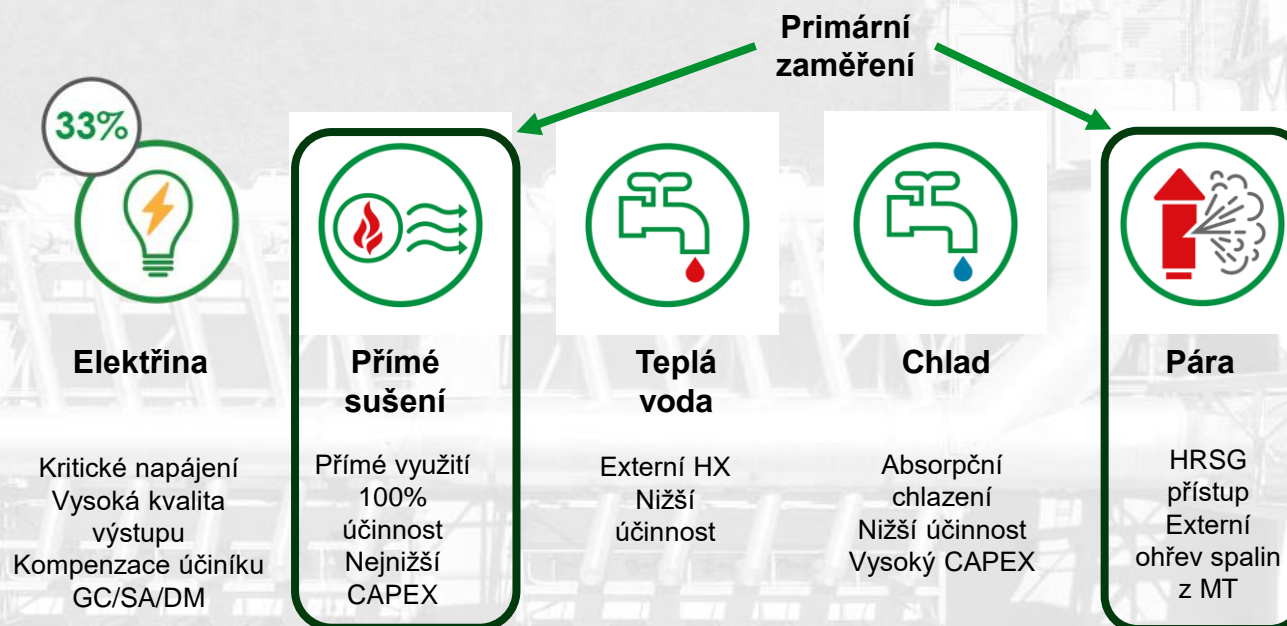 Primární
zaměření
33%
Elektřina
Kritické napájení
Vysoká kvalita
výstupu
Kompenzace účiníku
GC/SA/DM
Přímé
sušení
Přímé využití
100%
účinnost
Nejnižší
CAPEX
Teplá
voda
Externí HX
Nižší
účinnost
Chlad
Absorpční
chlazení
Nižší účinnost
Vysoký CAPEX
Pára
HRSG
přístup
Externí
ohřev spalin
z MT